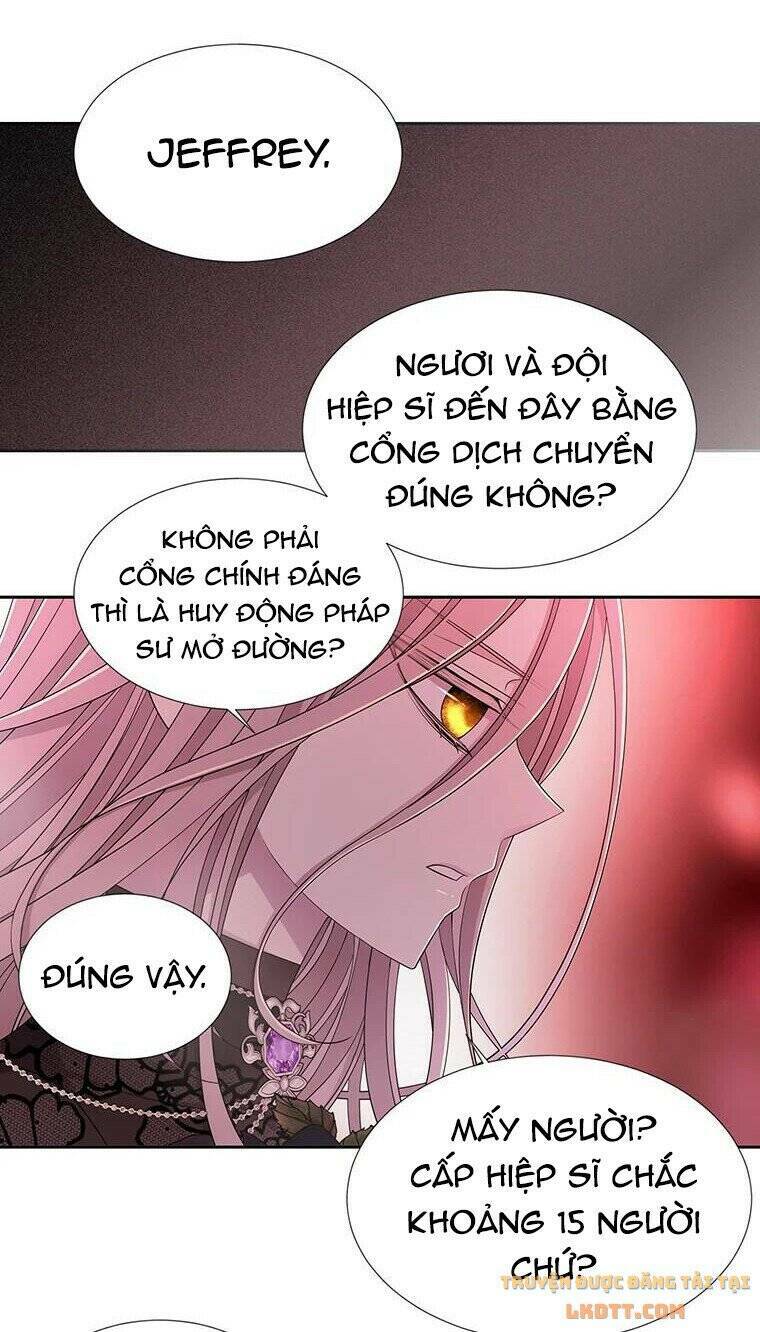 JEFFREY.
NGƯƠI VÀ ĐỘI
HIỆP SĨ ĐẾN ĐÂY BẰNG
CỔNG DỊCH CHUYỂN
ĐÚNG KHÔNG?
KHÔNG PHẢI
CỔNG CHÍNH ĐÁNG
THÌ LÀ HUY ĐỘNG PHÁP
SƯ MỞ ĐƯỜNG?
ĐÚNG VẬY.
MẤY NGƯỜI?
CẤP HIỆP SĨ CHẮC
KHOẢNG 15 NGƯỜI
CHỨ?
TRUYỆN ĐƯỢC ĐĂNG TẢI TẠI
LKDTT.COM